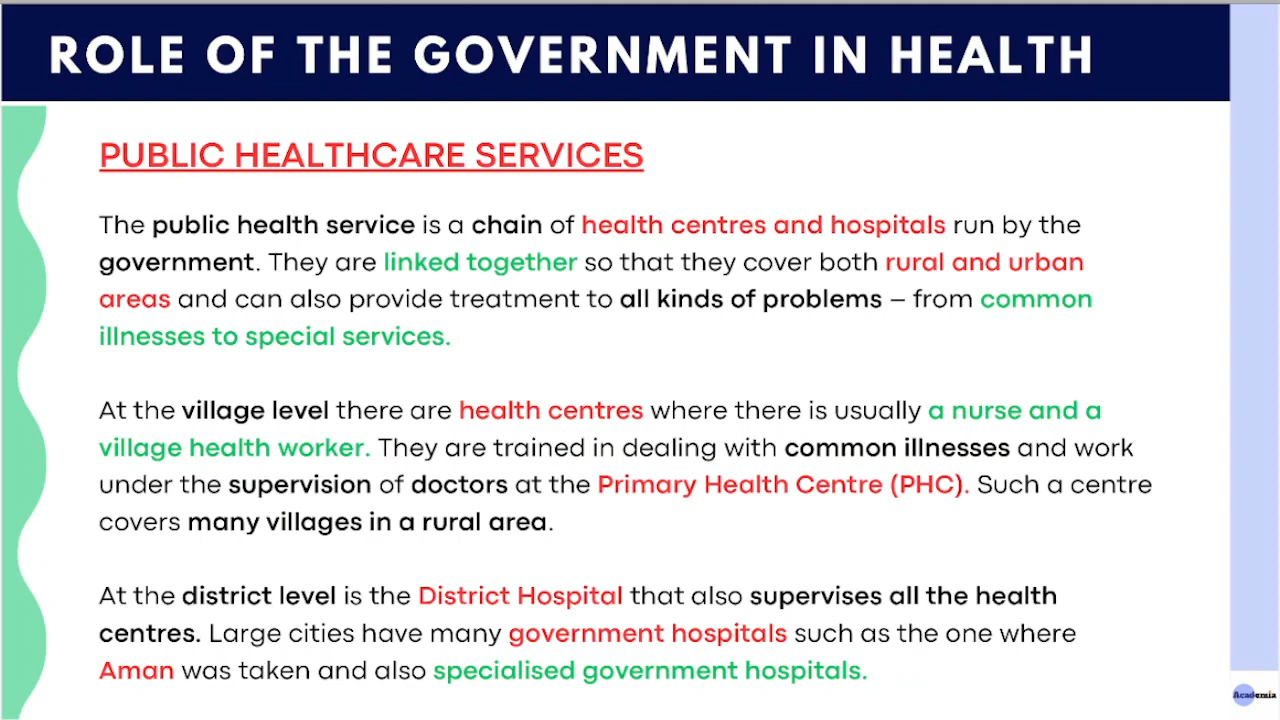 ROLE OF THE GOVERNMENT IN HEALTH
PUBLIC HEALTHCARE SERVICES
The public health service is a chain of health centres and hospitals run by the
government. They are linked together so that they cover both rural and urban
areas and can also provide treatment to all kinds of problems – from common
illnesses to special services.
At the village level there are health centres where there is usually a nurse and a
village health worker. They are trained in dealing with common illnesses and work
under the supervision of doctors at the Primary Health Centre (PHC). Such a centre
covers many villages in a rural area.
At the district level is the District Hospital that also supervises all the health
centres. Large cities have many government hospitals such as the one where
Aman was taken and also specialised government hospitals.
Academia